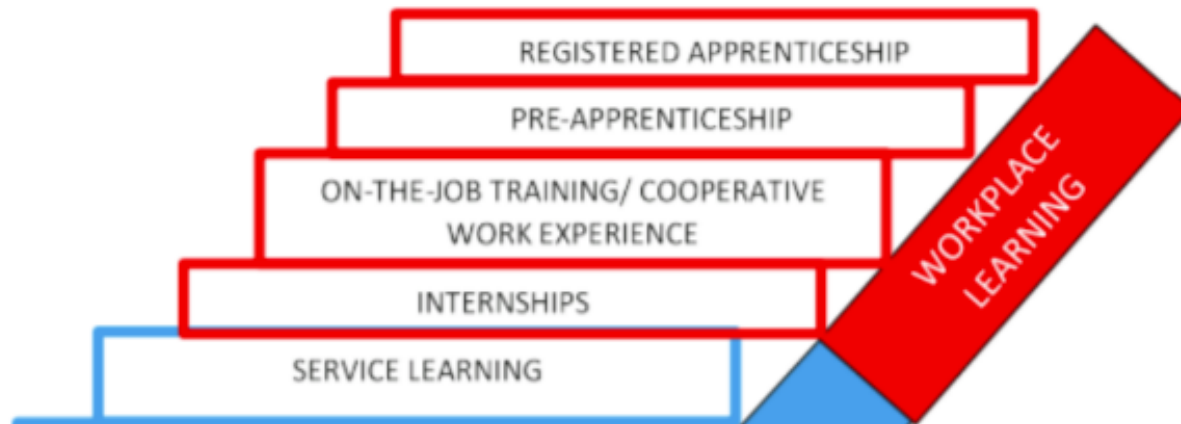 REGISTERED APPRENTICESHIP
PRE-APPRENTICESHIP
ON-THE-JOB TRAINING/ COOPERATIVE
WORK EXPERIENCE
INTERNSHIPS
SERVICE LEARNING
WORKPLACE
LEARNING